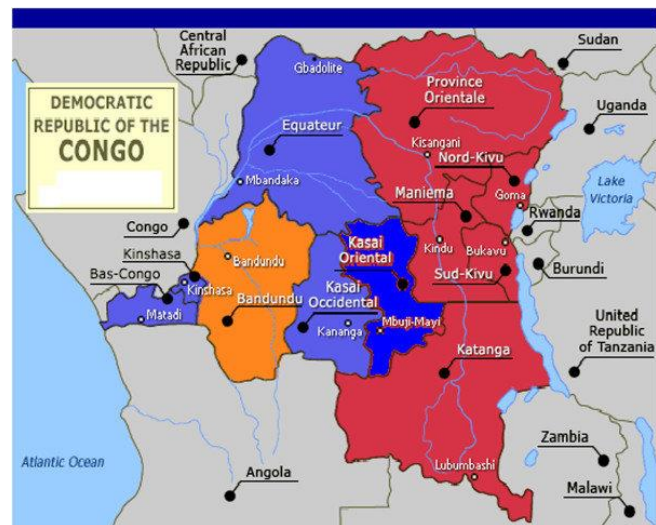 DEMOCRATIC
REPUBLIC OF THE
CONGO
Central
African
Republic
Gbadolite
Sudan
Province
Orientale
Uganda
Equateur
Kisangani
Nord-Kivu
Mbandaka
Maniema
Goma
Lake
Victoria
Rwanda
Congo
Kasai
Oriental
Kindu
Bukavu
Kinshasa
Bandundu
Sud-Kivu
Burundi
Bas-Congo
Kinshasa
Kasai
Occidental
Bandundu
Matadi
Kananga
Mbuji-Mayi
United
Republic
of Tanzania
Katanga
Atlantic Ocean
Angola
Lubumbashi
Zambia
Malawi